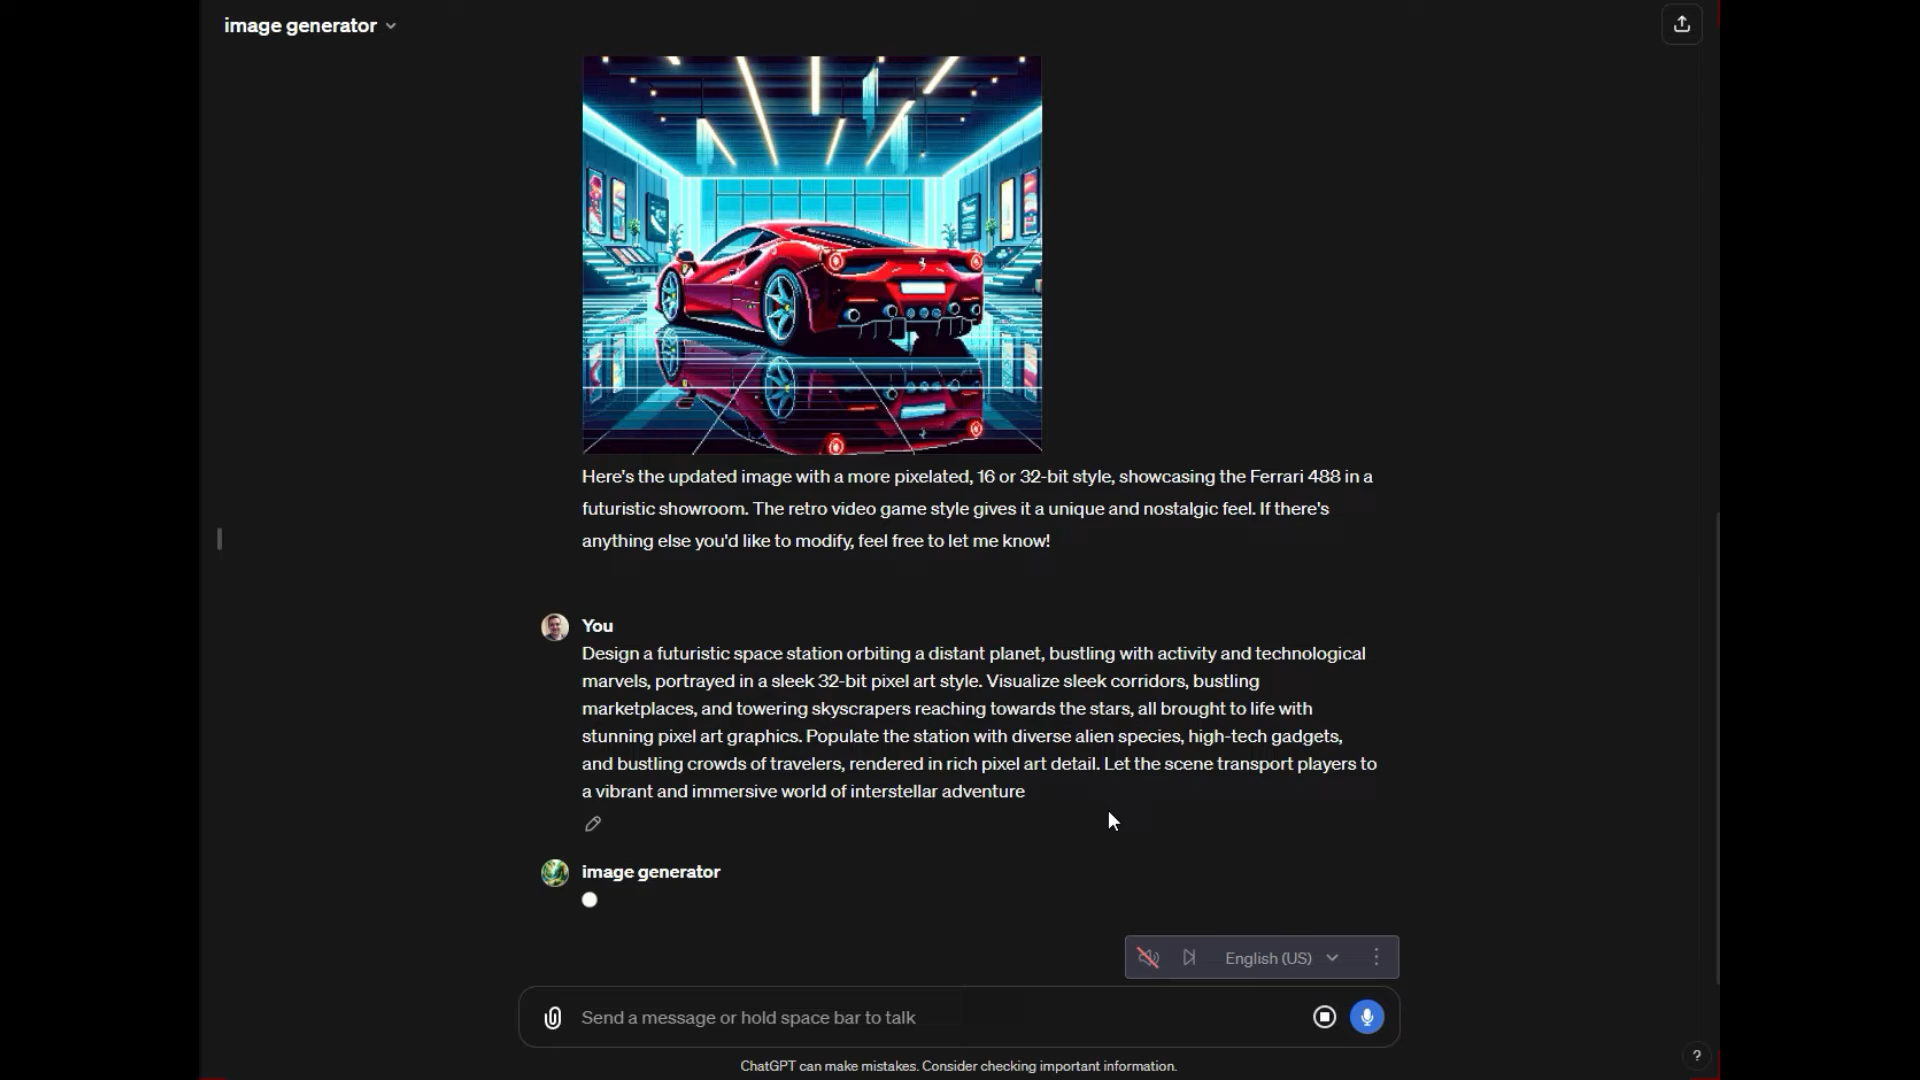 image generator
Here's the updated image with a more pixelated, 16 or 32-bit style, showcasing the Ferrari 488 in a
futuristic showroom. The retro video game style gives it a unique and nostalgic feel. If there's
anything else you'd like to modify, feel free to let me know!
You
Design a futuristic space station orbiting a distant planet, bustling with activity and technological
marvels, portrayed in a sleek 32-bit pixel art style. Visualize sleek corridors, bustling
marketplaces, and towering skyscrapers reaching towards the stars, all brought to life with
stunning pixel art graphics. Populate the station with diverse alien species, high-tech gadgets,
and bustling crowds of travelers, rendered in rich pixel art detail. Let the scene transport players to
a vibrant and immersive world of interstellar adventure
image generator
English (US)
Send a message or hold space bar to talk
ChatGPT can make mistakes. Consider checking important information.
?